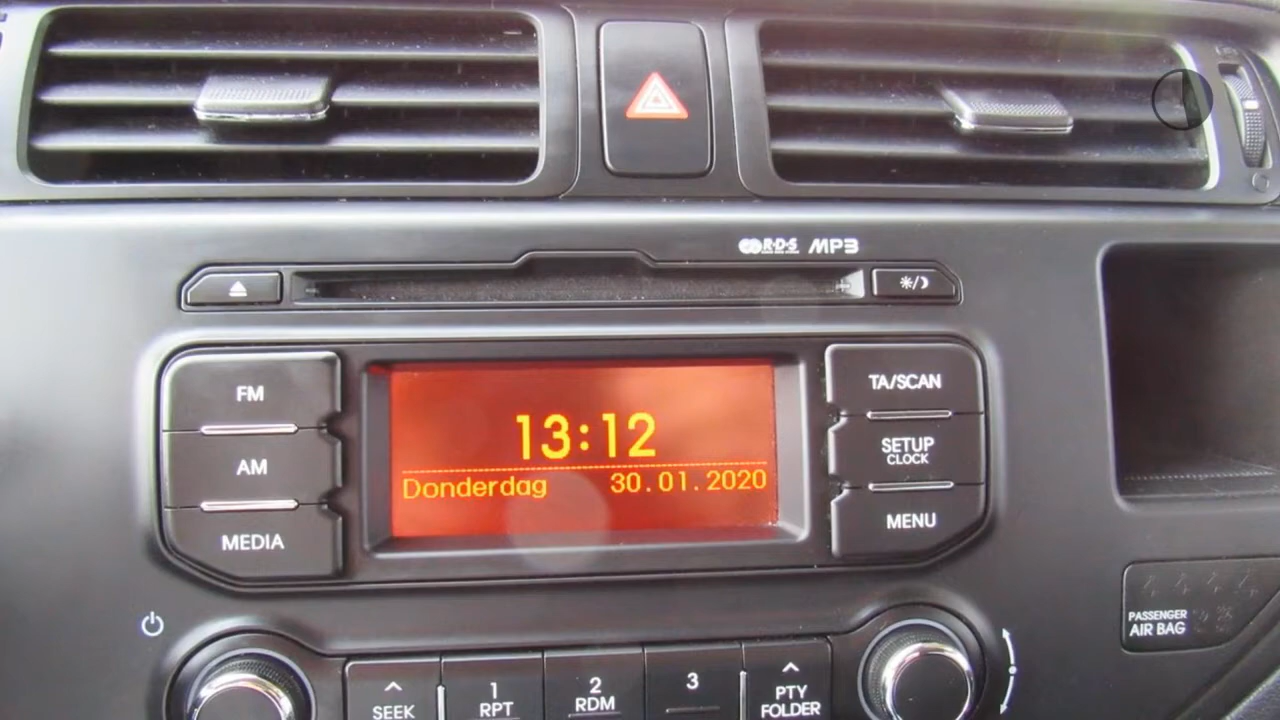 R·D·S MP3
FM
AM
MEDIA
13:12
Donderdag 30.01.2020
TA/SCAN
SETUP
CLOCK
MENU
PASSENGER
AIR BAG
SEEK
1
RPT
2
RDM
3
PTY
FOLDER